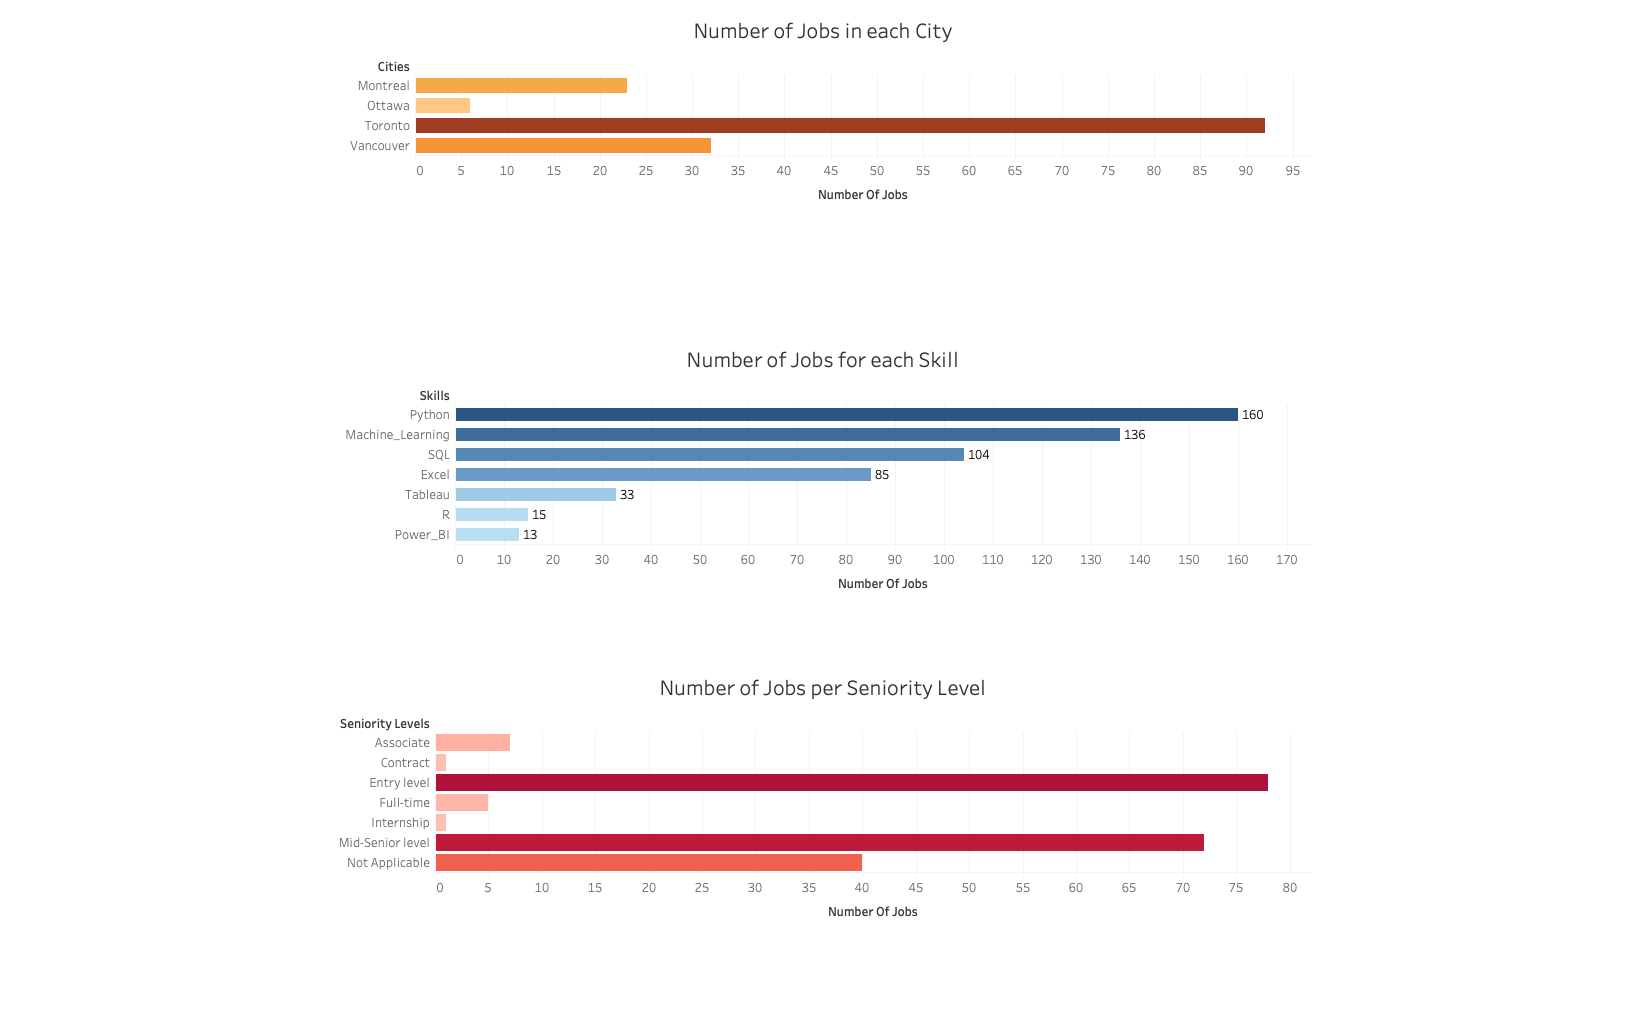 Number of Jobs in each City
Cities
Montreal
Ottawa
Toronto
Vancouver
0 5 10 15 20 25 30 35 40 45 50 55 60 65 70 75 80 85 90 95
Number Of Jobs
Number of Jobs for each Skill
Skills
Python 160
Machine_Learning 136
SQL 104
Excel 85
Tableau 33
R 15
Power_BI 13
0 10 20 30 40 50 60 70 80 90 100 110 120 130 140 150 160 170
Number Of Jobs
Number of Jobs per Seniority Level
Seniority Levels
Associate
Contract
Entry level
Full-time
Internship
Mid-Senior level
Not Applicable
0 5 10 15 20 25 30 35 40 45 50 55 60 65 70 75 80
Number Of Jobs